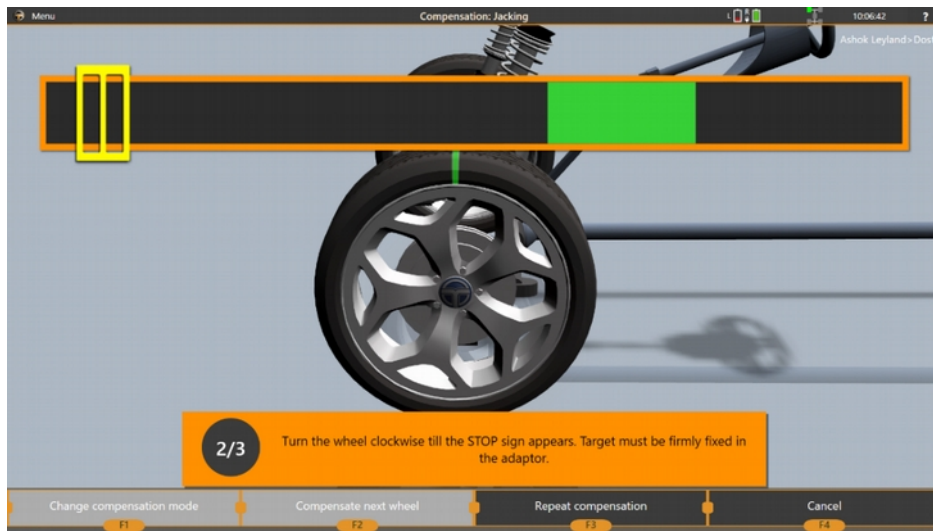 Menu
Compensation: Jacking
L
R
10:06:42
?
Ashok Leyland>Dost
2/3
Turn the wheel clockwise till the STOP sign appears. Target must be firmly fixed in
the adaptor.
Change compensation mode
Compensate next wheel
Repeat compensation
Cancel
F1
F2
F3
F4